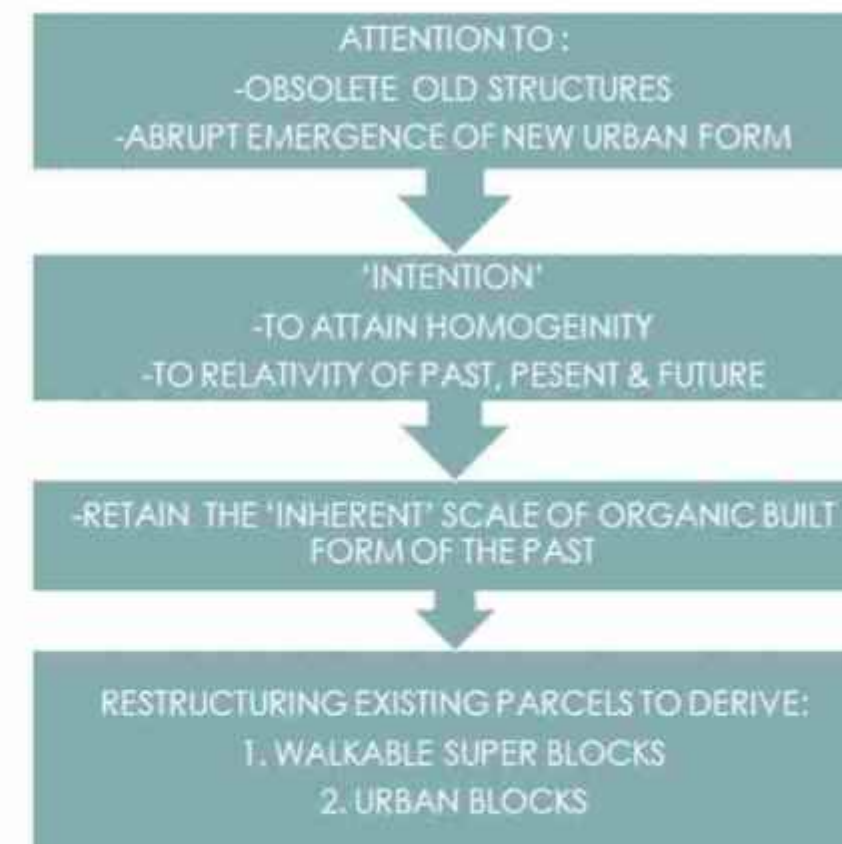 ATTENTION TO :
-OBSOLETE OLD STRUCTURES
-ABRUPT EMERGENCE OF NEW URBAN FORM
'INTENTION'
-TO ATTAIN HOMOGEINITY
-TO RELATIVITY OF PAST, PESENT & FUTURE
-RETAIN THE 'INHERENT' SCALE OF ORGANIC BUILT
FORM OF THE PAST
RESTRUCTURING EXISTING PARCELS TO DERIVE:
1. WALKABLE SUPER BLOCKS
2. URBAN BLOCKS